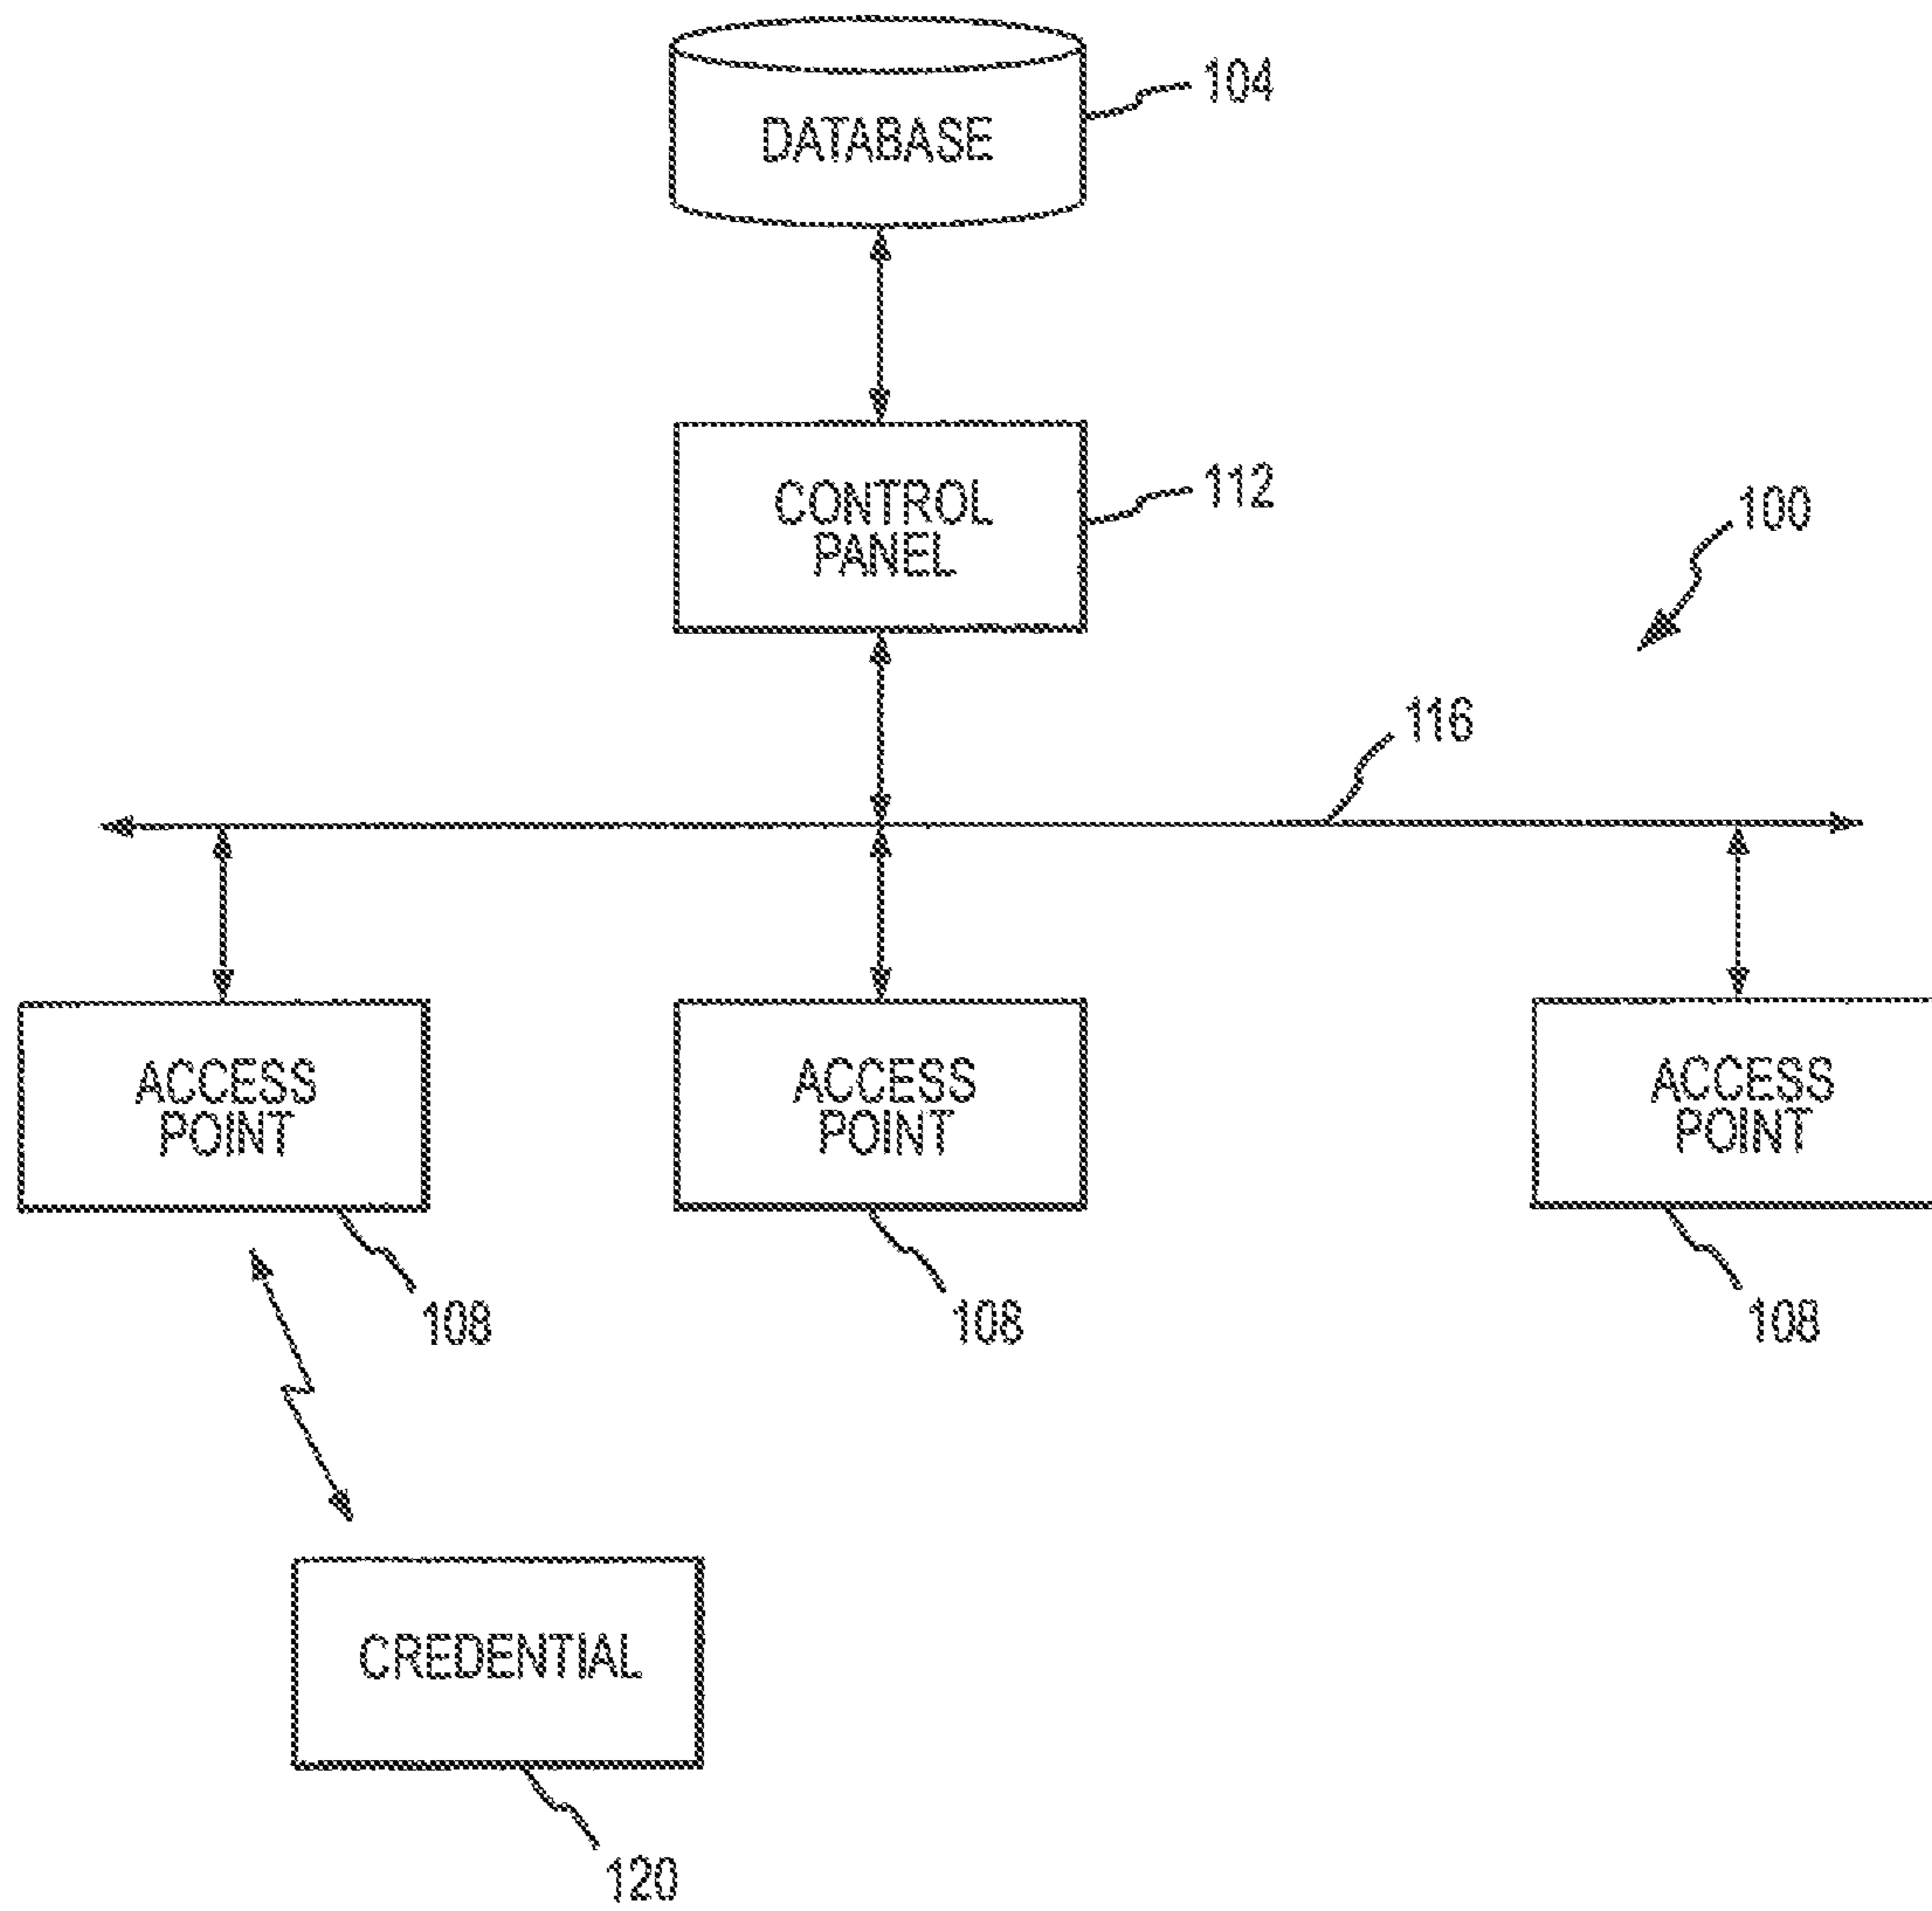 104
DATABASE
112
CONTROL
PANEL
100
116
ACCESS
POINT
ACCESS
POINT
ACCESS
POINT
108
108
108
CREDENTIAL
120